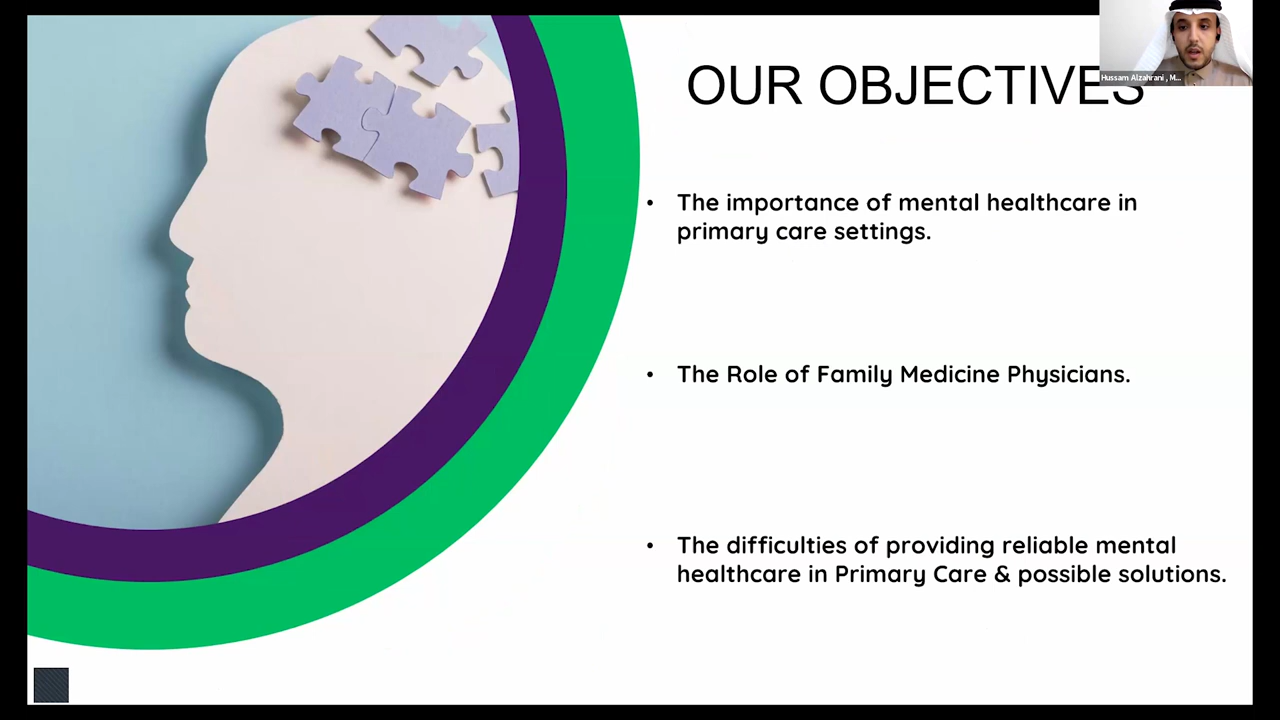 OUR OBJECTIVES
Hussam Alzahrani , M...
• The importance of mental healthcare in
primary care settings.
• The Role of Family Medicine Physicians.
• The difficulties of providing reliable mental
healthcare in Primary Care & possible solutions.